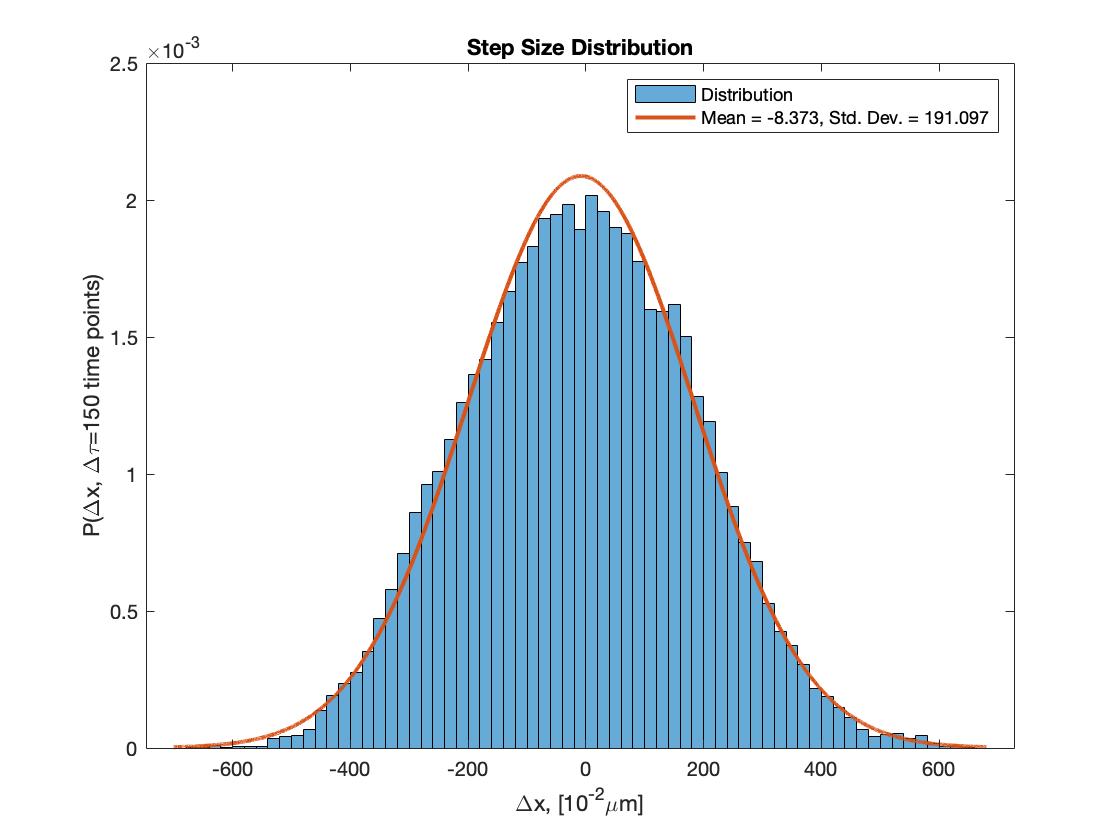 Step Size Distribution
×10⁻³
2.5
2
1.5
1
0.5
0
P(Δx, Δτ=150 time points)
Distribution
Mean = -8.373, Std. Dev. = 191.097
-600 -400 -200 0 200 400 600
Δx, [10⁻²μm]